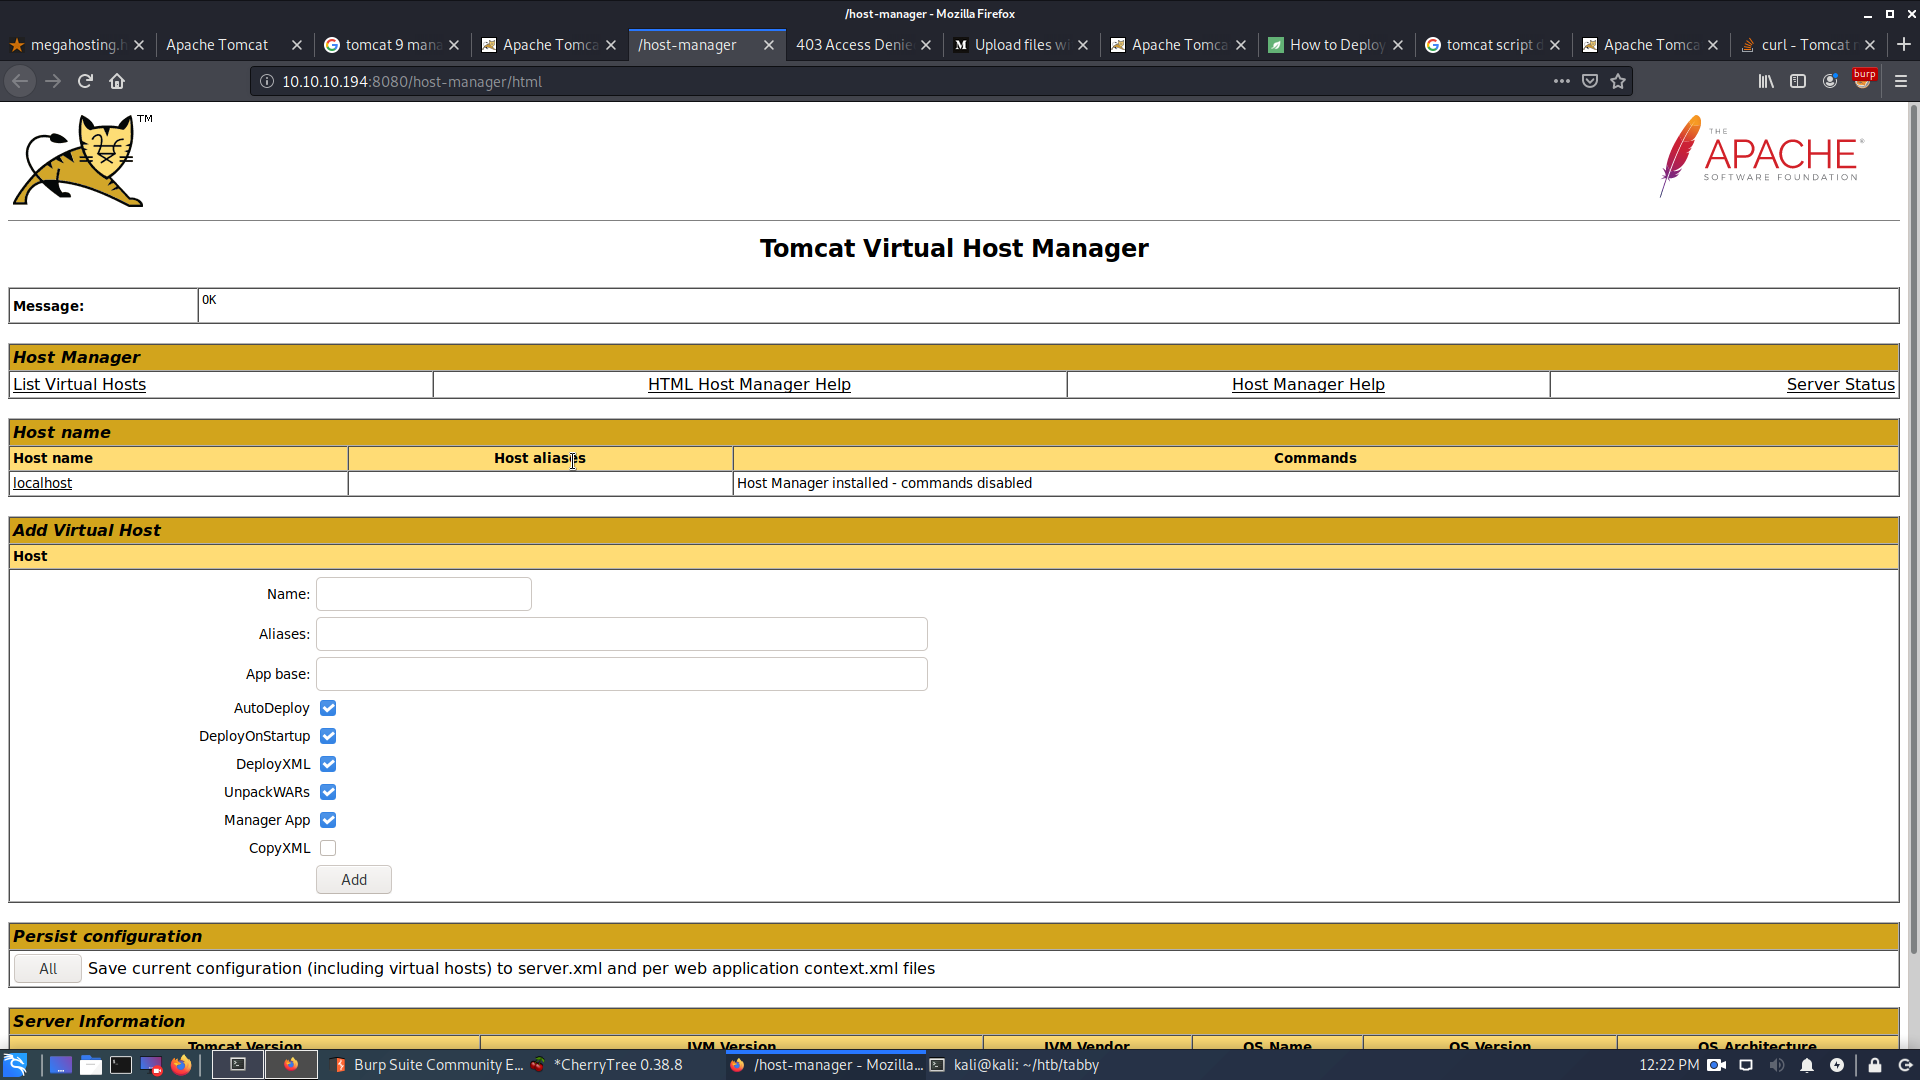 /host-manager - Mozilla Firefox
megahosting.h
Apache Tomcat
tomcat 9 mana
Apache Tomca
/host-manager
403 Access Denie
Upload files wi
Apache Tomca
How to Deploy
tomcat script d
Apache Tomca
curl - Tomcat r
10.10.10.194:8080/host-manager/html
burp
TM
THE
APACHE
SOFTWARE FOUNDATION
Tomcat Virtual Host Manager
Message: OK
Host Manager
List Virtual Hosts HTML Host Manager Help Host Manager Help Server Status
Host name
Host name Host aliases Commands
localhost Host Manager installed - commands disabled
Add Virtual Host
Host
Name:
Aliases:
App base:
AutoDeploy
DeployOnStartup
DeployXML
UnpackWARs
Manager App
CopyXML
Add
Persist configuration
All Save current configuration (including virtual hosts) to server.xml and per web application context.xml files
Server Information
Tomcat Version JVM Version JVM Vendor OS Name OS Version OS Architecture
Burp Suite Community E...
*CherryTree 0.38.8
/host-manager - Mozilla...
kali@kali: ~/htb/tabby
12:22 PM